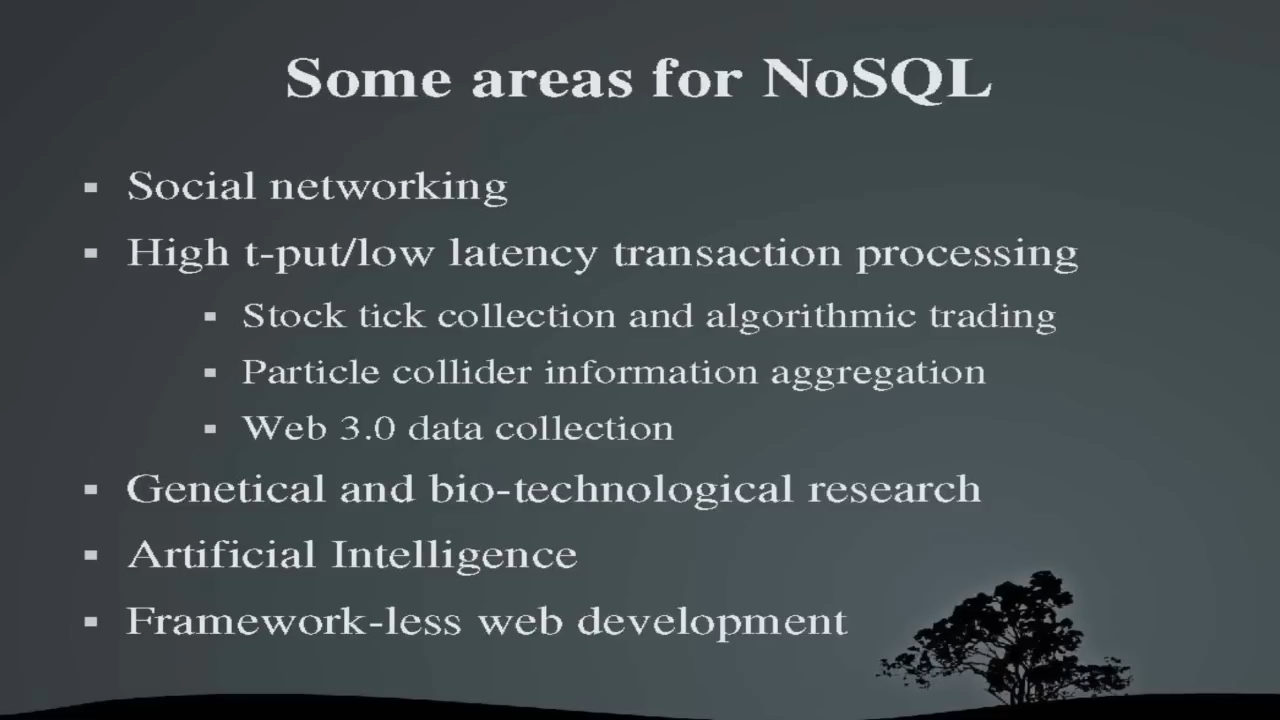 Some areas for NoSQL
Social networking
High t-put/low latency transaction processing
Stock tick collection and algorithmic trading
Particle collider information aggregation
Web 3.0 data collection
Genetical and bio-technological research
Artificial Intelligence
Framework-less web development